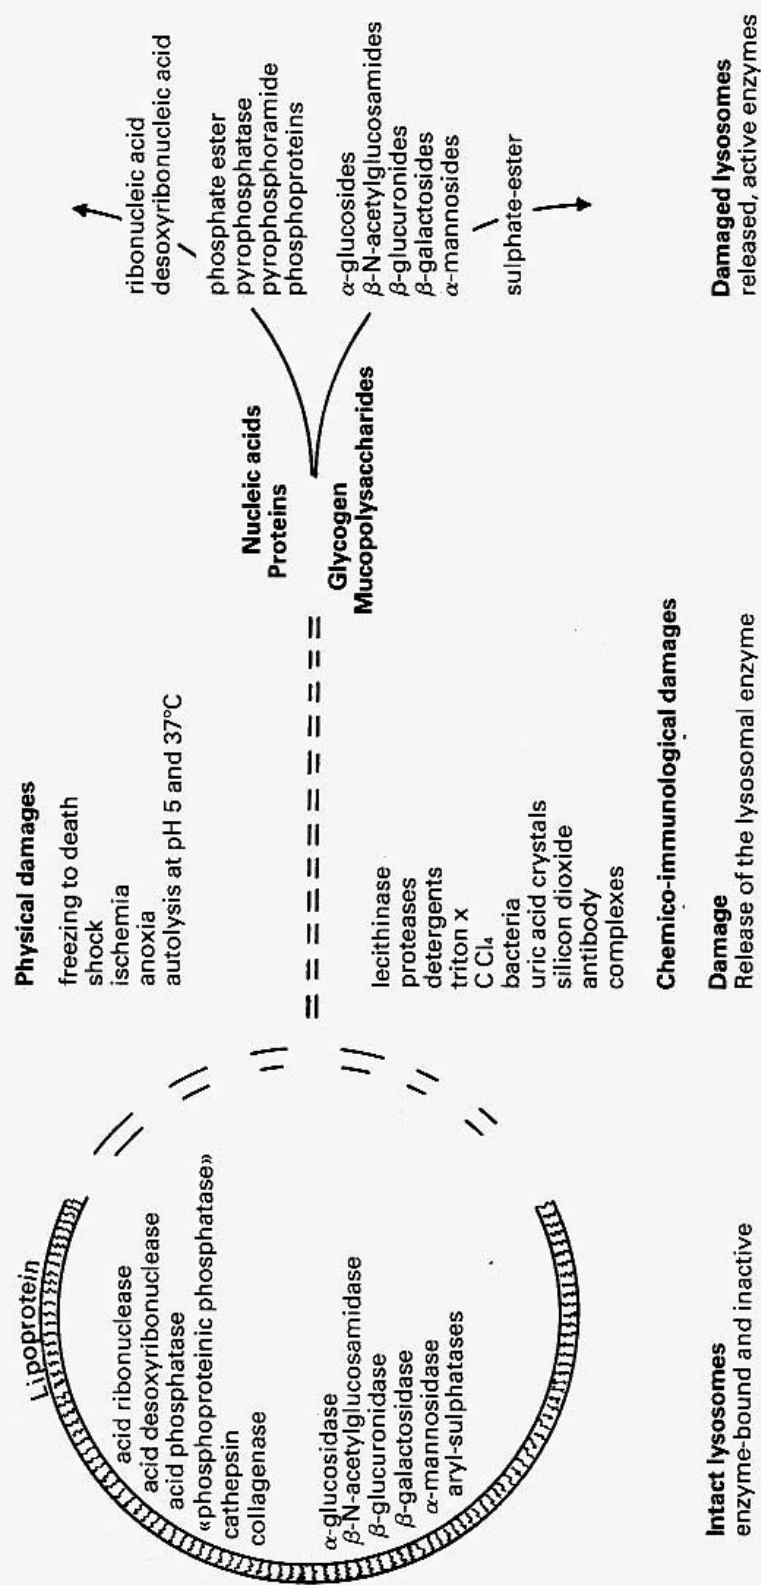 Lipoprotein
acid ribonuclease
acid desoxyribonuclease
acid phosphatase
«phosphoproteinic phosphatase»
cathepsin
collagenase
α-glucosidase
β-N-acetylglucosamidase
β-glucuronidase
β-galactosidase
α-mannosidase
aryl-sulphatases
Intact lysosomes
enzyme-bound and inactive
Physical damages
freezing to death
shock
ischemia
anoxia
autolysis at pH 5 and 37°C
lecithinase
proteases
detergents
triton x
C Cl₄
bacteria
uric acid crystals
silicon dioxide
antibody
complexes
Chemico-immunological damages
Damage
Release of the lysosomal enzyme
Nucleic acids
Proteins
Glycogen
Mucopolysaccharides
ribonucleic acid
desoxyribonucleic acid
phosphate ester
pyrophosphatase
pyrophosphoramide
phosphoproteins
α-glucosides
β-N-acetylglucosamides
β-glucuronides
β-galactosides
α-mannosides
sulphate-ester
Damaged lysosomes
released, active enzymes